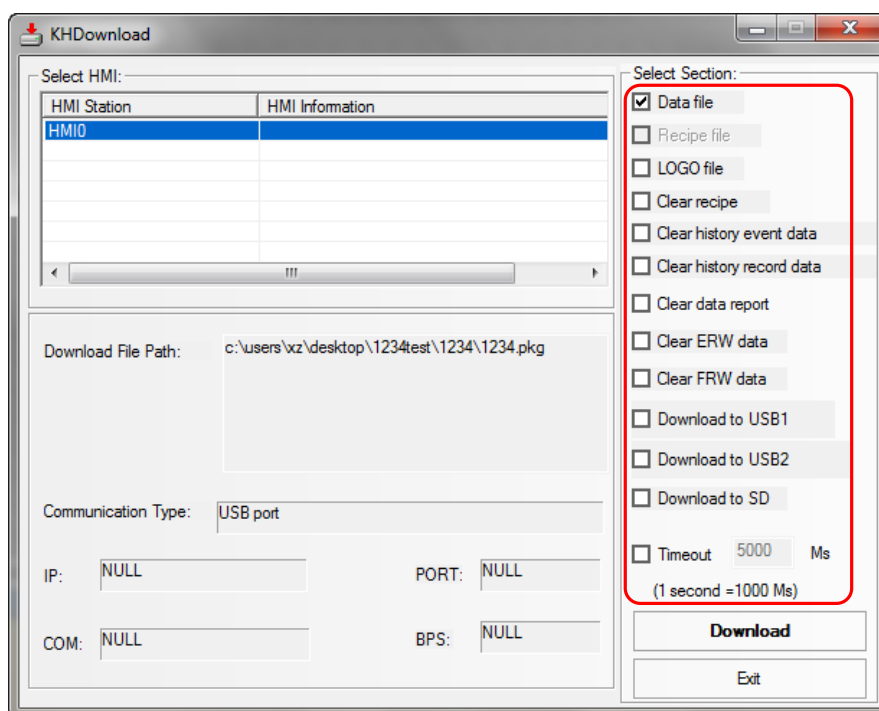 KHDownload
Select HMI:
HMI Station HMI Information
HMI0
Download File Path: c:\users\xz\desktop\1234test\1234\1234.pkg
Communication Type: USB port
IP: NULL PORT: NULL
COM: NULL BPS: NULL
Select Section:
Data file
Recipe file
LOGO file
Clear recipe
Clear history event data
Clear history record data
Clear data report
Clear ERW data
Clear FRW data
Download to USB1
Download to USB2
Download to SD
Timeout 5000 Ms
(1 second =1000 Ms)
Download
Exit